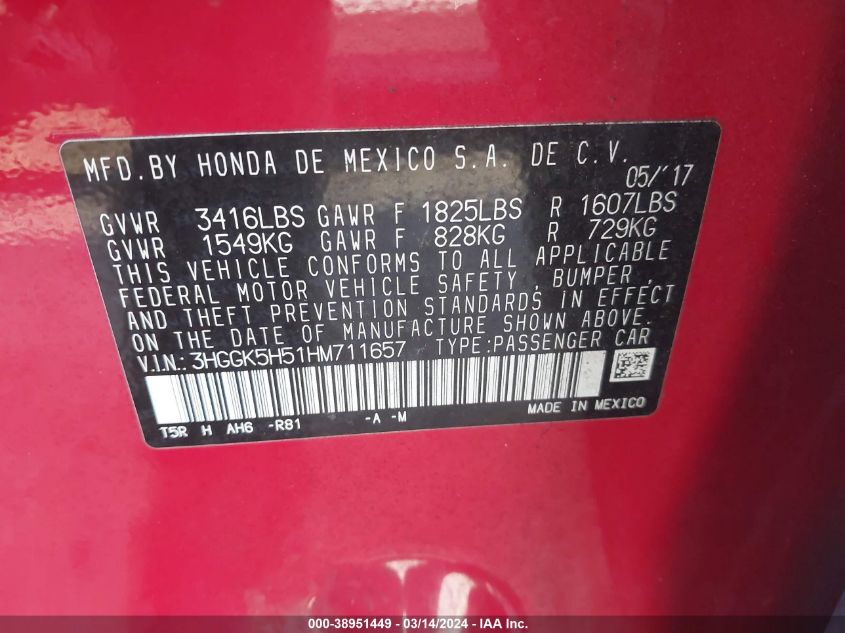 MFD.BY HONDA DE MEXICO S.A. DE C.V.
05/'17
GVWR 3416LBS GAWR F 1825LBS R 1607LBS
GVWR 1549KG GAWR F 828KG R 729KG
THIS VEHICLE CONFORMS TO ALL APPLICABLE
FEDERAL MOTOR VEHICLE SAFETY, BUMPER,
AND THEFT PREVENTION STANDARDS IN EFFECT
ON THE DATE OF MANUFACTURE SHOWN ABOVE.
V.I.N.: 3HGGK5H51HM711657 TYPE:PASSENGER CAR
T5R H AH6 -R81 -A -M MADE IN MEXICO
000-38951449 - 03/14/2024 - IAA Inc.